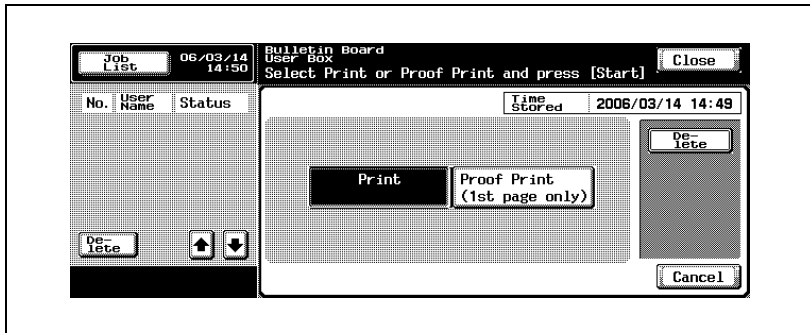 Job
List
06/03/14
14:50
Bulletin Board
User Box
Select Print or Proof Print and press [Start]
Close
No. User Name Status
Time
Stored
2006/03/14 14:49
De-
lete
Print
Proof Print
(1st page only)
De-
lete
Cancel